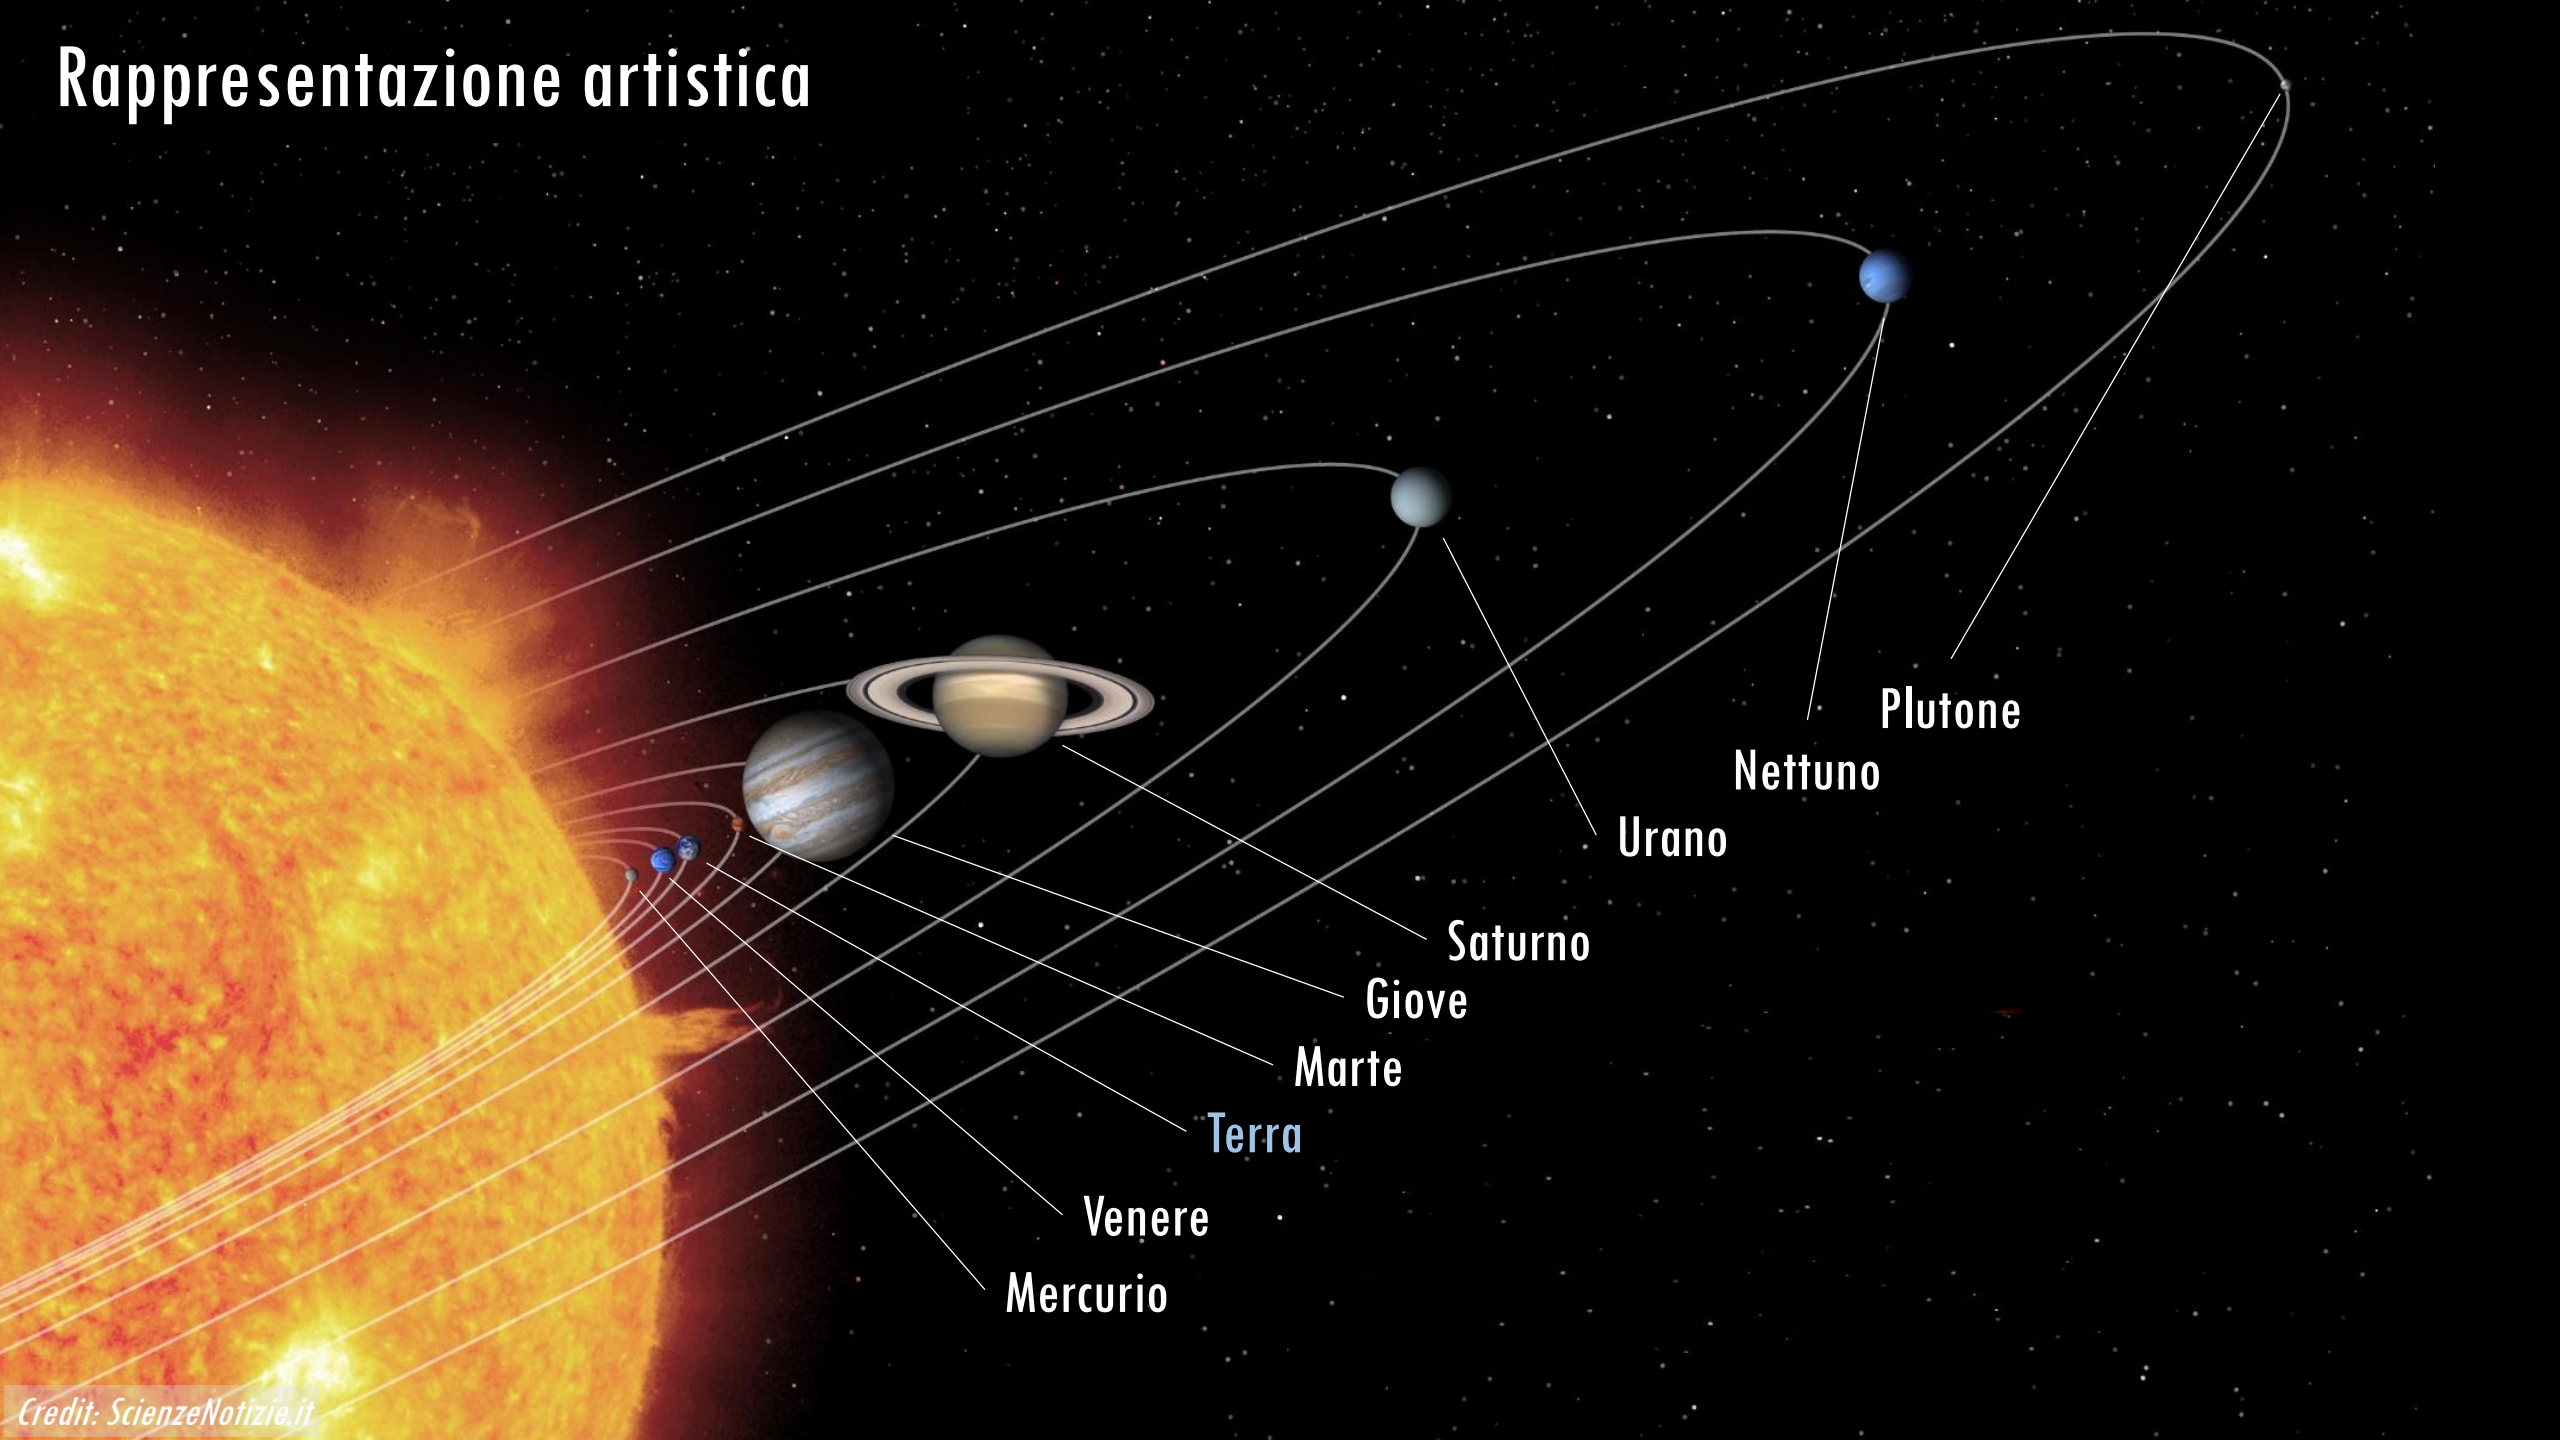 Rappresentazione artistica
Plutone
Nettuno
Urano
Saturno
Giove
Marte
Terra
Venere
Mercurio
Credit: ScienzeNotizie.it